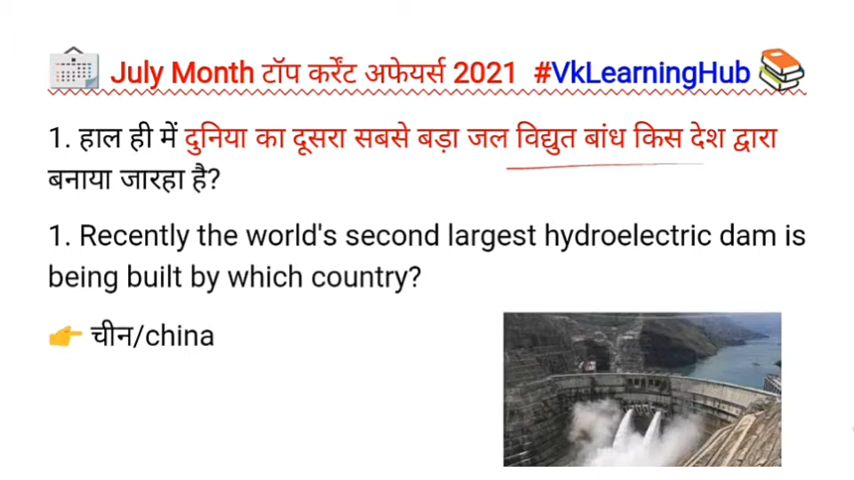 July Month टॉप कर्रेंट अफेयर्स 2021 #VkLearningHub
1. हाल ही में दुनिया का दूसरा सबसे बड़ा जल विद्युत बांध किस देश द्वारा
बनाया जारहा है?
1. Recently the world's second largest hydroelectric dam is
being built by which country?
👉 चीन/china